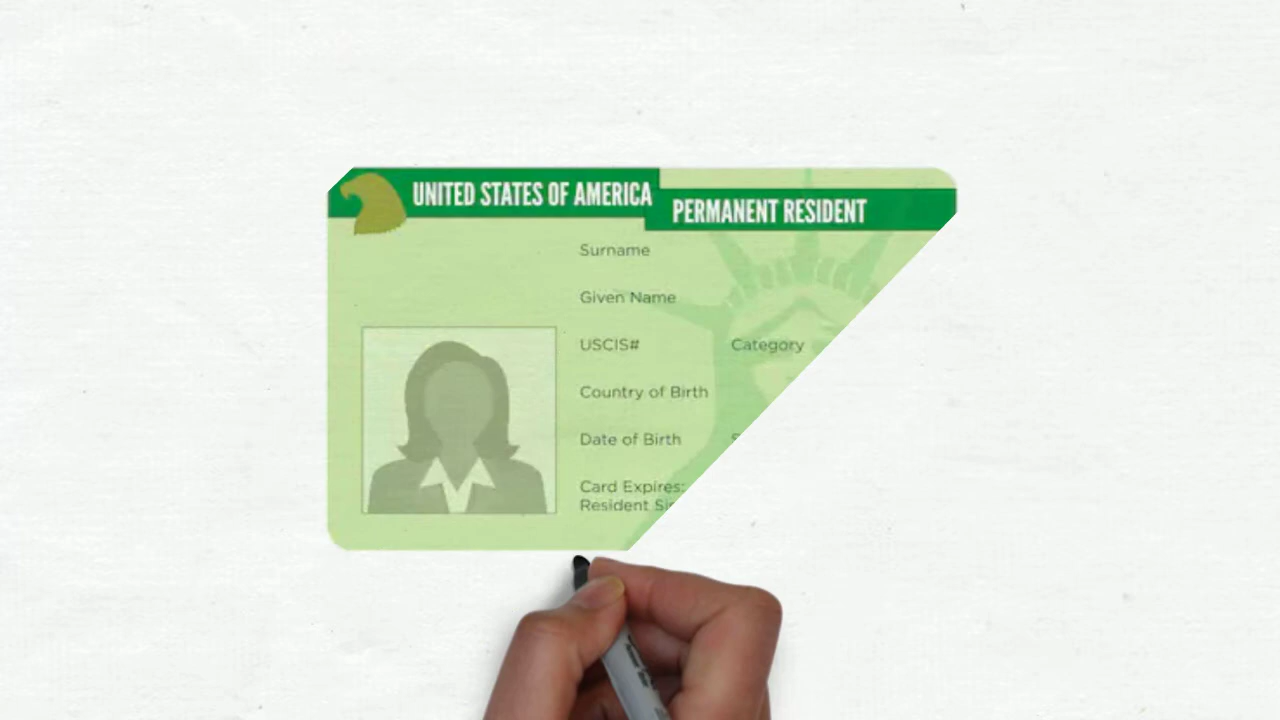 UNITED STATES OF AMERICA
PERMANENT RESIDENT
Surname
Given Name
USCIS#
Category
Country of Birth
Date of Birth
Card Expires:
Resident